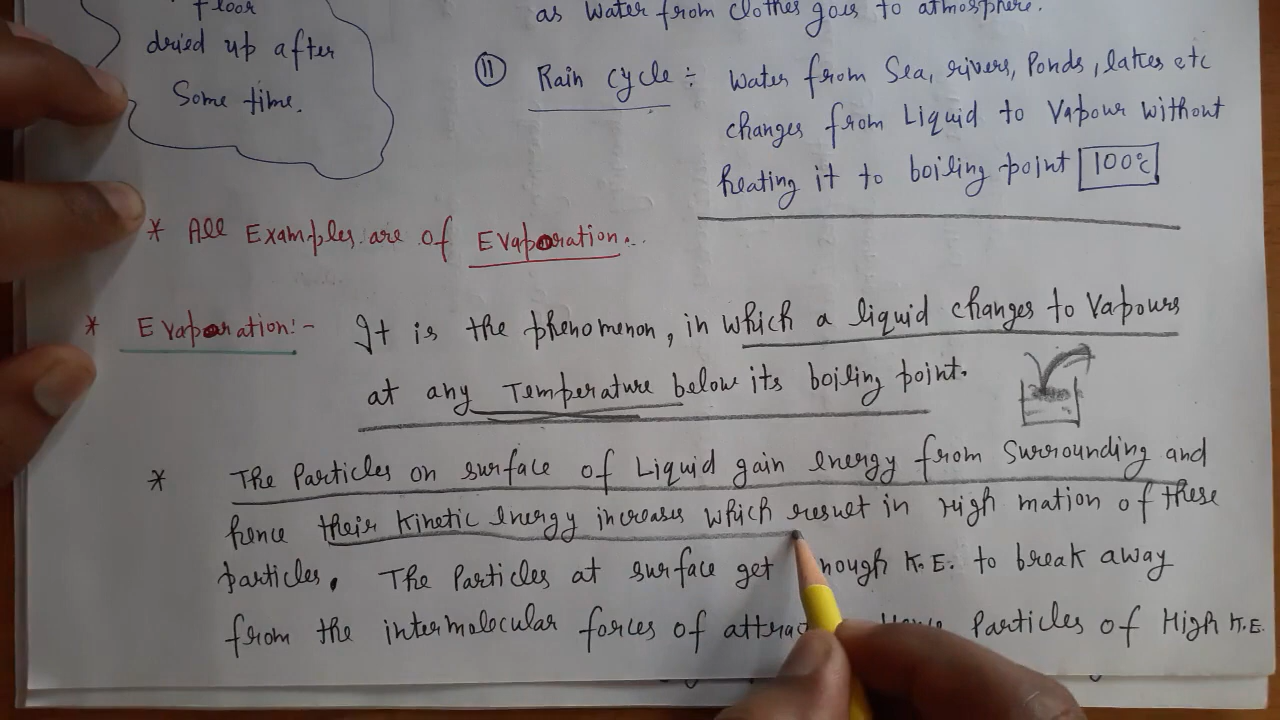 floor
dried up after
Some time.
as Water from clothes goes to atmosphere.
II Rain Cycle :- Water from Sea, rivers, Ponds, lakes etc
changes from Liquid to Vapour without
heating it to boiling point 100°C
* All Examples are of Evaporation.
* Evaporation:- It is the phenomenon, in which a liquid changes to Vapours
at any Temperature below its boiling point.
* The Particles on surface of Liquid gain energy from Surrounding and
hence their Kinetic energy increases which result in High mation of these
particles. The Particles at surface get enough K.E. to break away
from the intermolocular forces of Particles of High K.E.